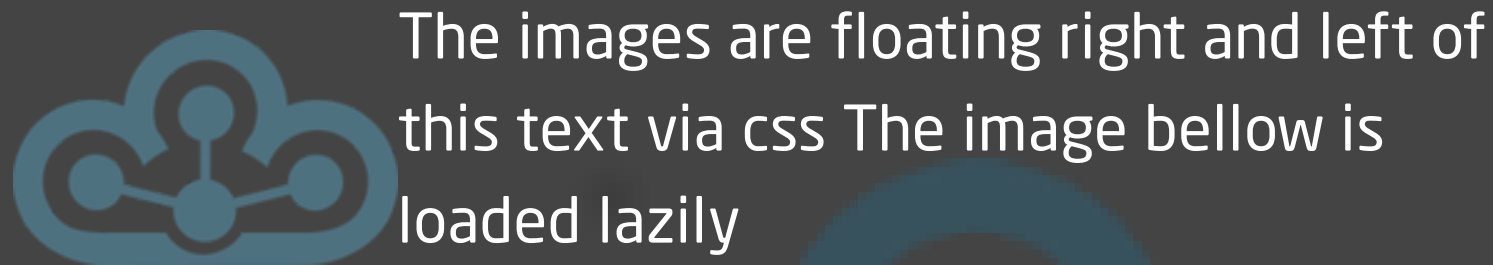 The images are floating right and left of
this text via css The image bellow is
loaded lazily